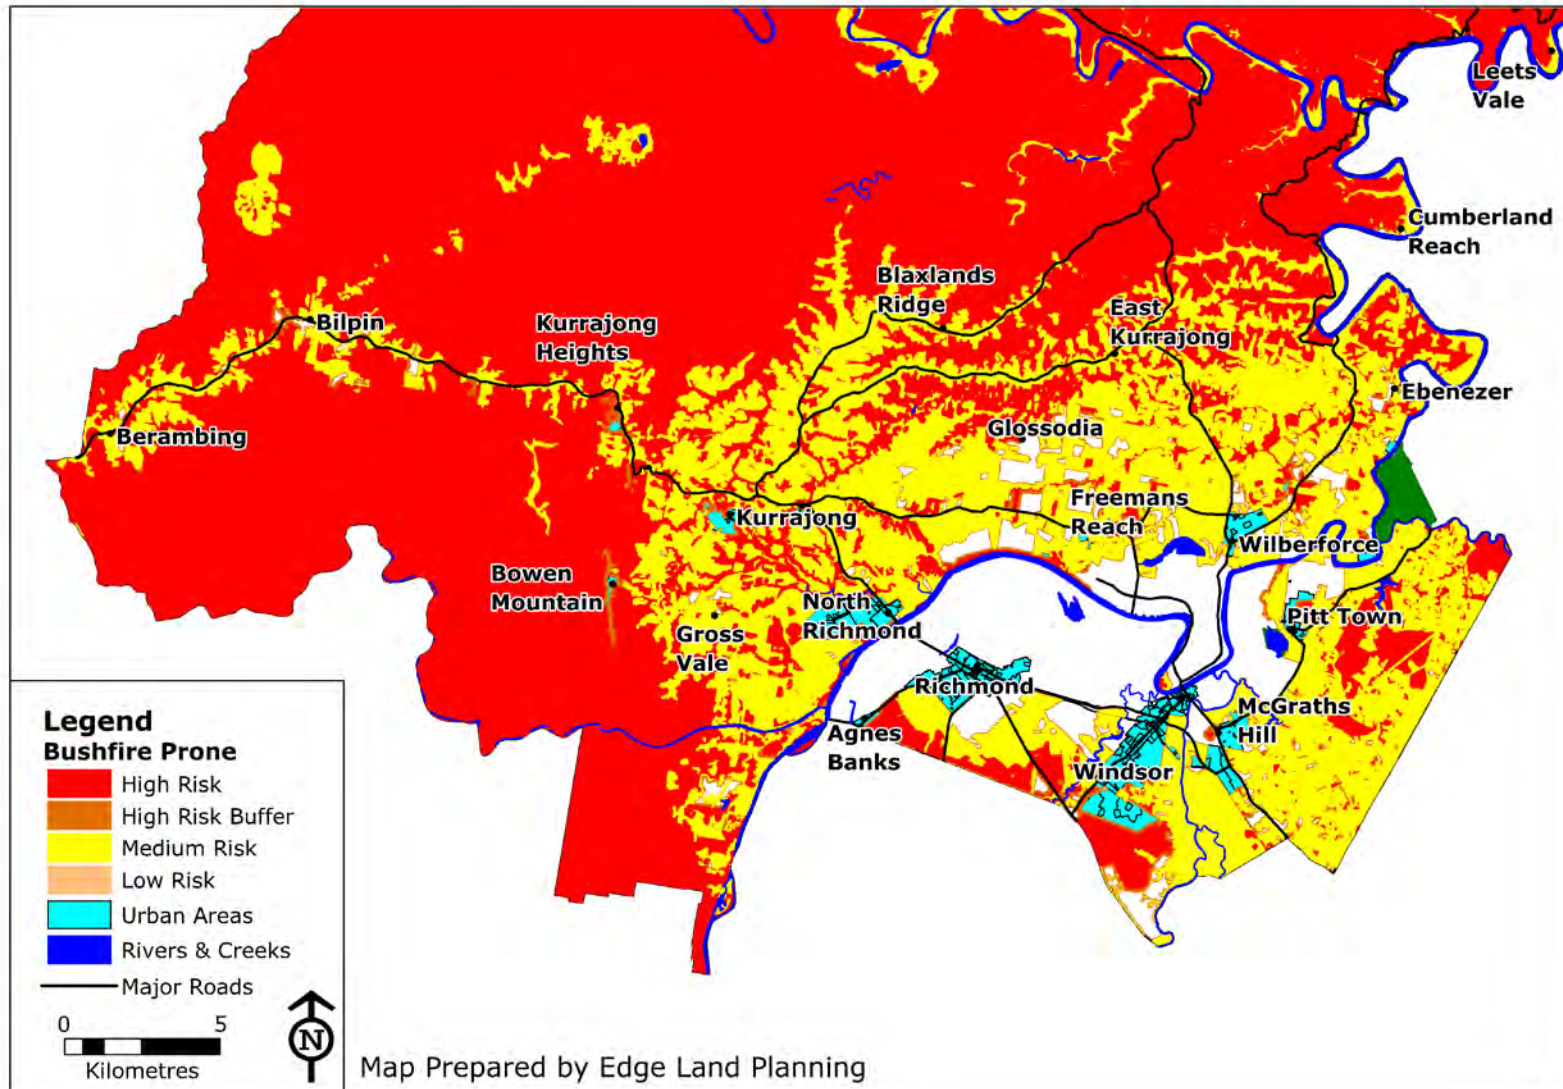 Leets
Vale
Cumberland
Reach
Blaxlands
Ridge
East
Kurrajong
Bilpin
Kurrajong
Heights
Ebenezer
Berambing
Glossodia
Freemans
Reach
Kurrajong
Wilberforce
Bowen
Mountain
North
Richmond
Pitt Town
Gross
Vale
Richmond
McGraths
Hill
Agnes
Banks
Windsor
Legend
Bushfire Prone
High Risk
High Risk Buffer
Medium Risk
Low Risk
Urban Areas
Rivers & Creeks
Major Roads
0 5
Kilometres
N
Map Prepared by Edge Land Planning